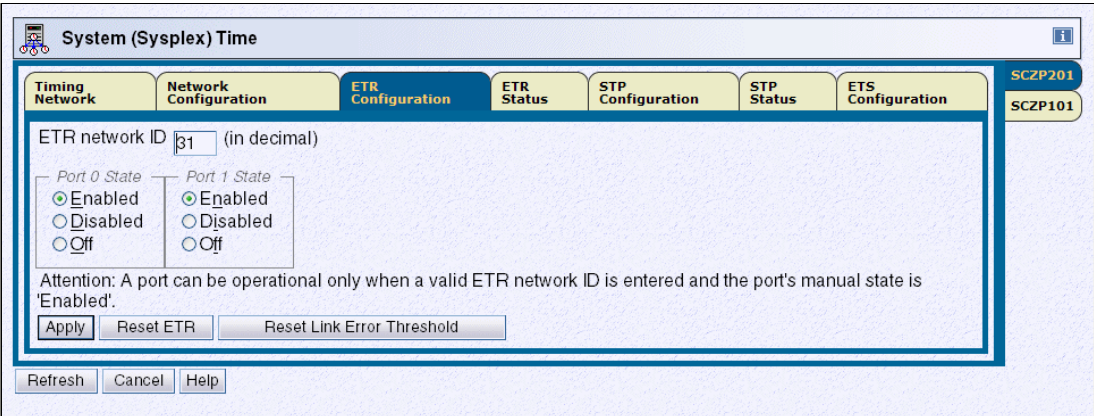 System (Sysplex) Time
i
Timing Network
Network Configuration
ETR Configuration
ETR Status
STP Configuration
STP Status
ETS Configuration
SCZP201
SCZP101
ETR network ID 31 (in decimal)
Port 0 State
Enabled
Disabled
Off
Port 1 State
Enabled
Disabled
Off
Attention: A port can be operational only when a valid ETR network ID is entered and the port's manual state is
'Enabled'.
Apply Reset ETR Reset Link Error Threshold
Refresh Cancel Help